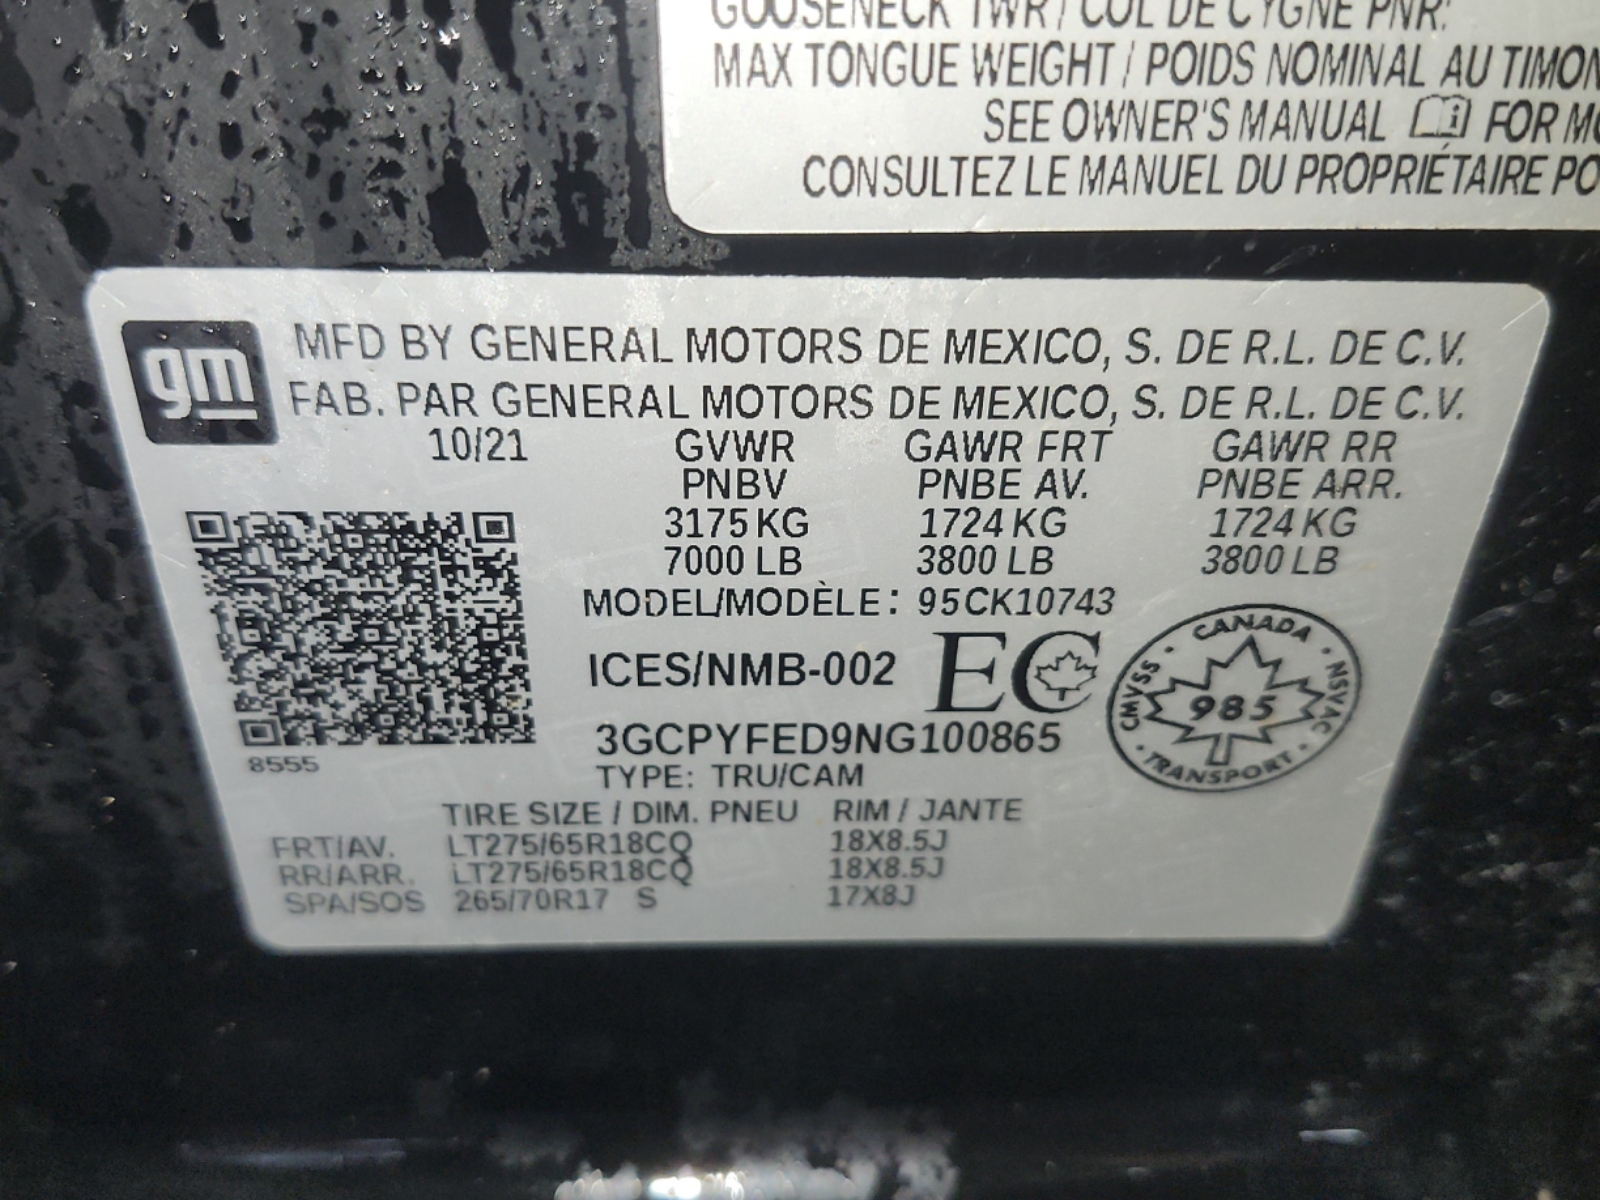 GOOSENECK TWR / COL DE CYGNE PNR:
MAX TONGUE WEIGHT / POIDS NOMINAL AU TIMON
SEE OWNER'S MANUAL FOR
CONSULTEZ LE MANUEL DU PROPRIÉTAIRE
gm
MFD BY GENERAL MOTORS DE MEXICO, S. DE R.L. DE C.V.
FAB. PAR GENERAL MOTORS DE MEXICO, S. DE R.L. DE C.V.
10/21 GVWR GAWR FRT GAWR RR
PNBV PNBE AV. PNBE ARR.
3175 KG 1724 KG 1724 KG
7000 LB 3800 LB 3800 LB
MODEL/MODÈLE: 95CK10743
ICES/NMB-002 EC
CANADA
CMVSS · NSVAC
985
TRANSPORT
3GCPYFED9NG100865
8555
TYPE: TRU/CAM
TIRE SIZE / DIM. PNEU RIM / JANTE
FRT/AV. LT275/65R18CQ 18X8.5J
RR/ARR. LT275/65R18CQ 18X8.5J
SPA/SOS 265/70R17 S 17X8J